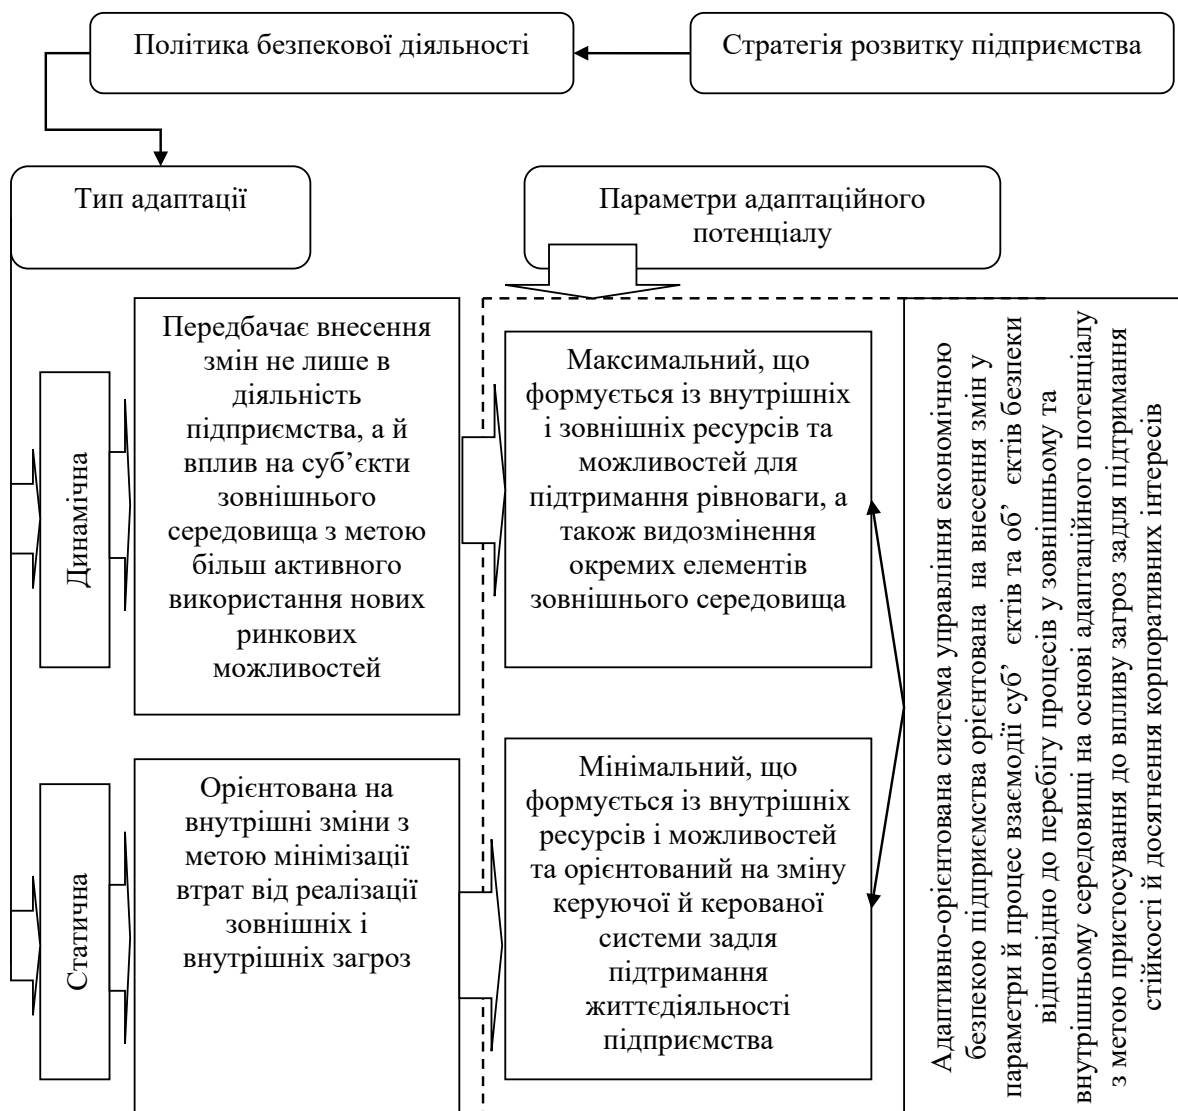 Політика безпекової діяльності
Стратегія розвитку підприємства
Тип адаптації
Параметри адаптаційного
потенціалу
Динамічна
Передбачає внесення
змін не лише в
діяльність
підприємства, а й
вплив на суб’єкти
зовнішнього
середовища з метою
більш активного
використання нових
ринкових
можливостей
Максимальний, що
формується із внутрішніх
і зовнішніх ресурсів та
можливостей для
підтримання рівноваги, а
також видозмінення
окремих елементів
зовнішнього середовища
Статична
Орієнтована на
внутрішні зміни з
метою мінімізації
втрат від реалізації
зовнішніх і
внутрішніх загроз
Мінімальний, що
формується із внутрішніх
ресурсів і можливостей
та орієнтований на зміну
керуючої й керованої
системи задля
підтримання
життєдіяльності
підприємства
Адаптивно-орієнтована система управління економічною
безпекою підприємства орієнтована на внесення змін у
параметри й процес взаємодії суб’ єктів та об’ єктів безпеки
відповідно до перебігу процесів у зовнішньому та
внутрішньому середовищі на основі адаптаційного потенціалу
з метою пристосування до впливу загроз задля підтримання
стійкості й досягнення корпоративних інтересів